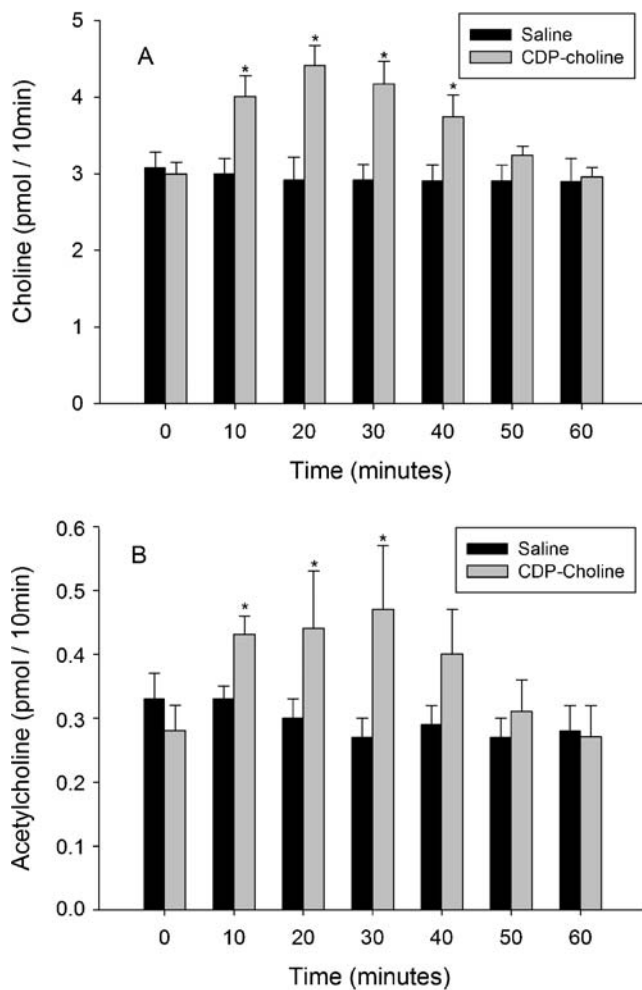 A
Saline
CDP-choline
Choline (pmol / 10min)
5
4
3
2
1
0
* * * *
0 10 20 30 40 50 60
Time (minutes)
B
Saline
CDP-Choline
Acetylcholine (pmol / 10min)
0.6
0.5
0.4
0.3
0.2
0.1
0.0
* * *
0 10 20 30 40 50 60
Time (minutes)